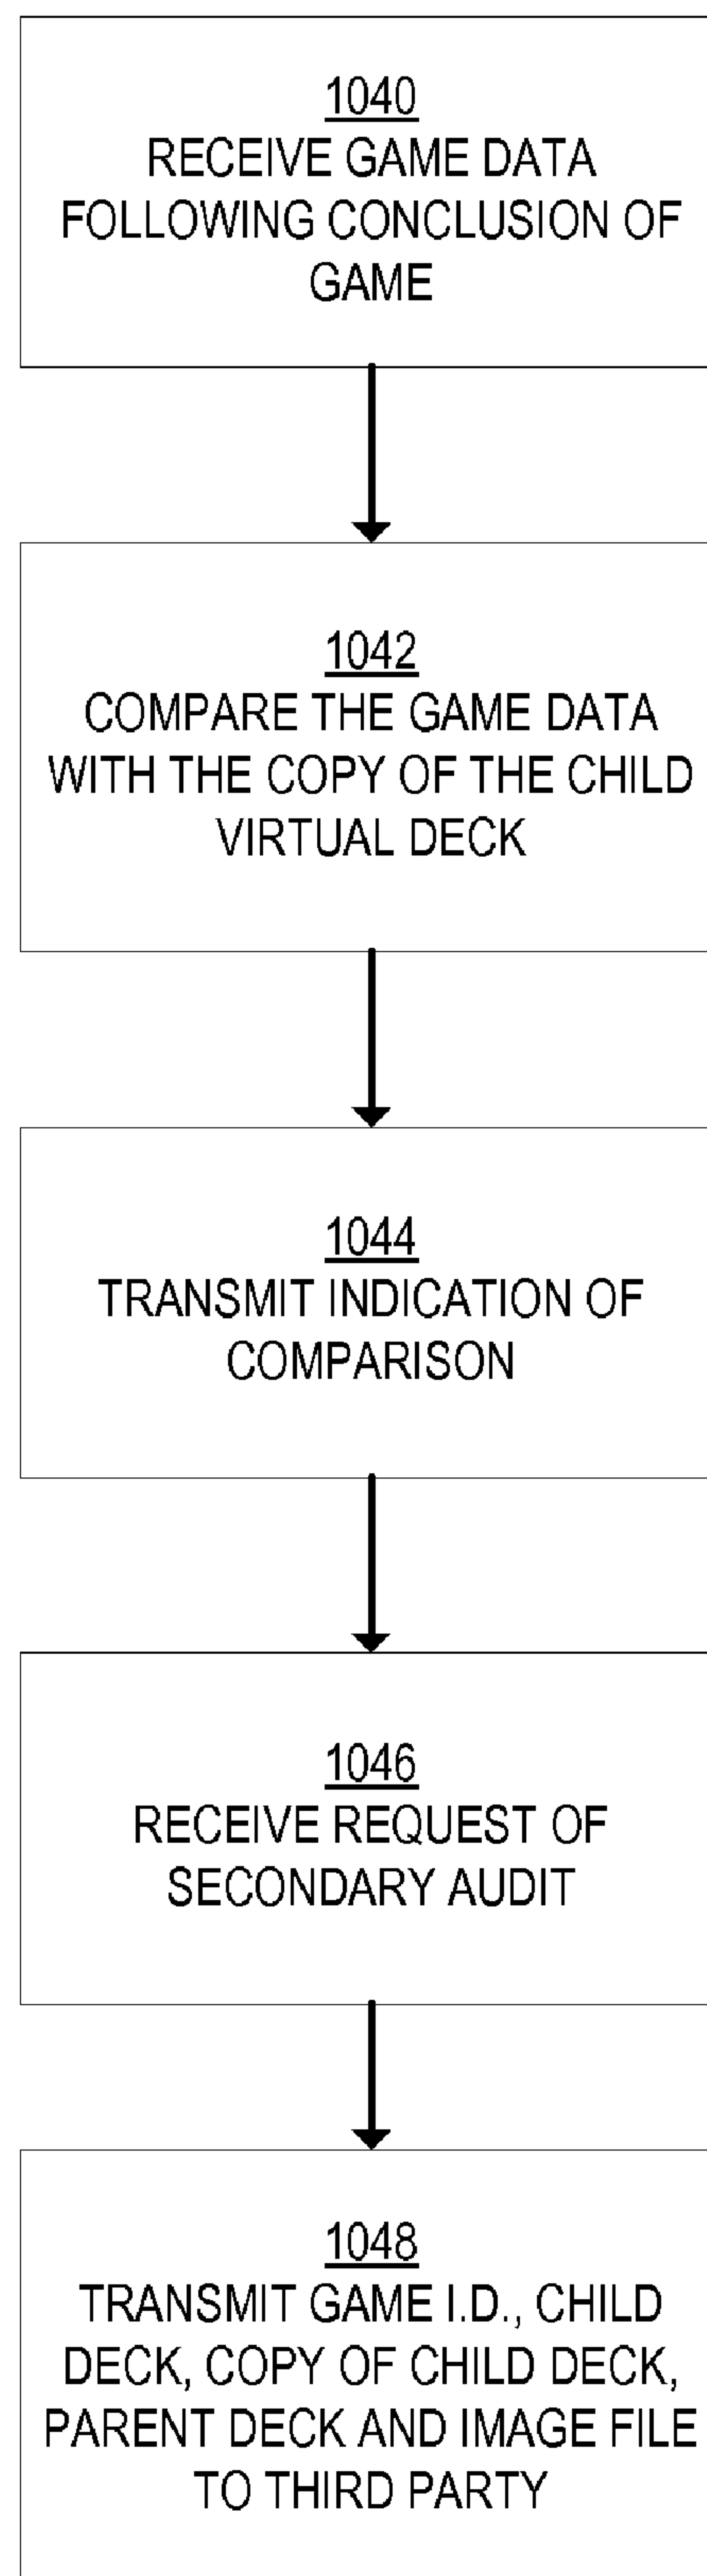 1040
RECEIVE GAME DATA
FOLLOWING CONCLUSION OF
GAME
1042
COMPARE THE GAME DATA
WITH THE COPY OF THE CHILD
VIRTUAL DECK
1044
TRANSMIT INDICATION OF
COMPARISON
1046
RECEIVE REQUEST OF
SECONDARY AUDIT
1048
TRANSMIT GAME I.D., CHILD
DECK, COPY OF CHILD DECK,
PARENT DECK AND IMAGE FILE
TO THIRD PARTY